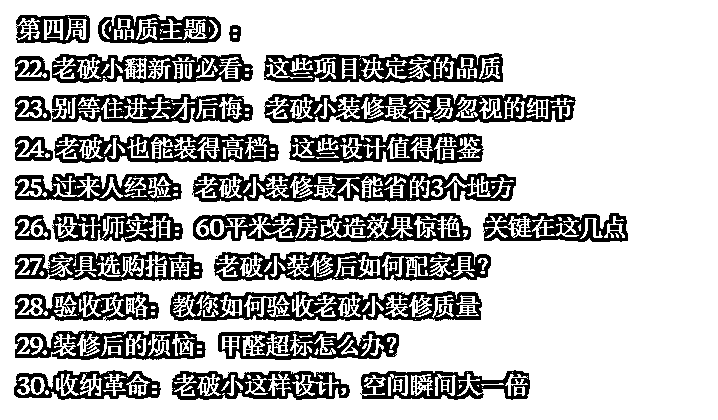 第四周（品质主题）：
22. 老破小翻新前必看：这些项目决定家的品质
23. 别等住进去才后悔：老破小装修最容易忽视的细节
24. 老破小也能装得高档：这些设计值得借鉴
25. 过来人经验：老破小装修最不能省的3个地方
26. 设计师实拍：60平米老房改造效果惊艳，关键在这几点
27. 家具选购指南：老破小装修后如何配家具？
28. 验收攻略：教您如何验收老破小装修质量
29. 装修后的烦恼：甲醛超标怎么办？
30. 收纳革命：老破小这样设计，空间瞬间大一倍